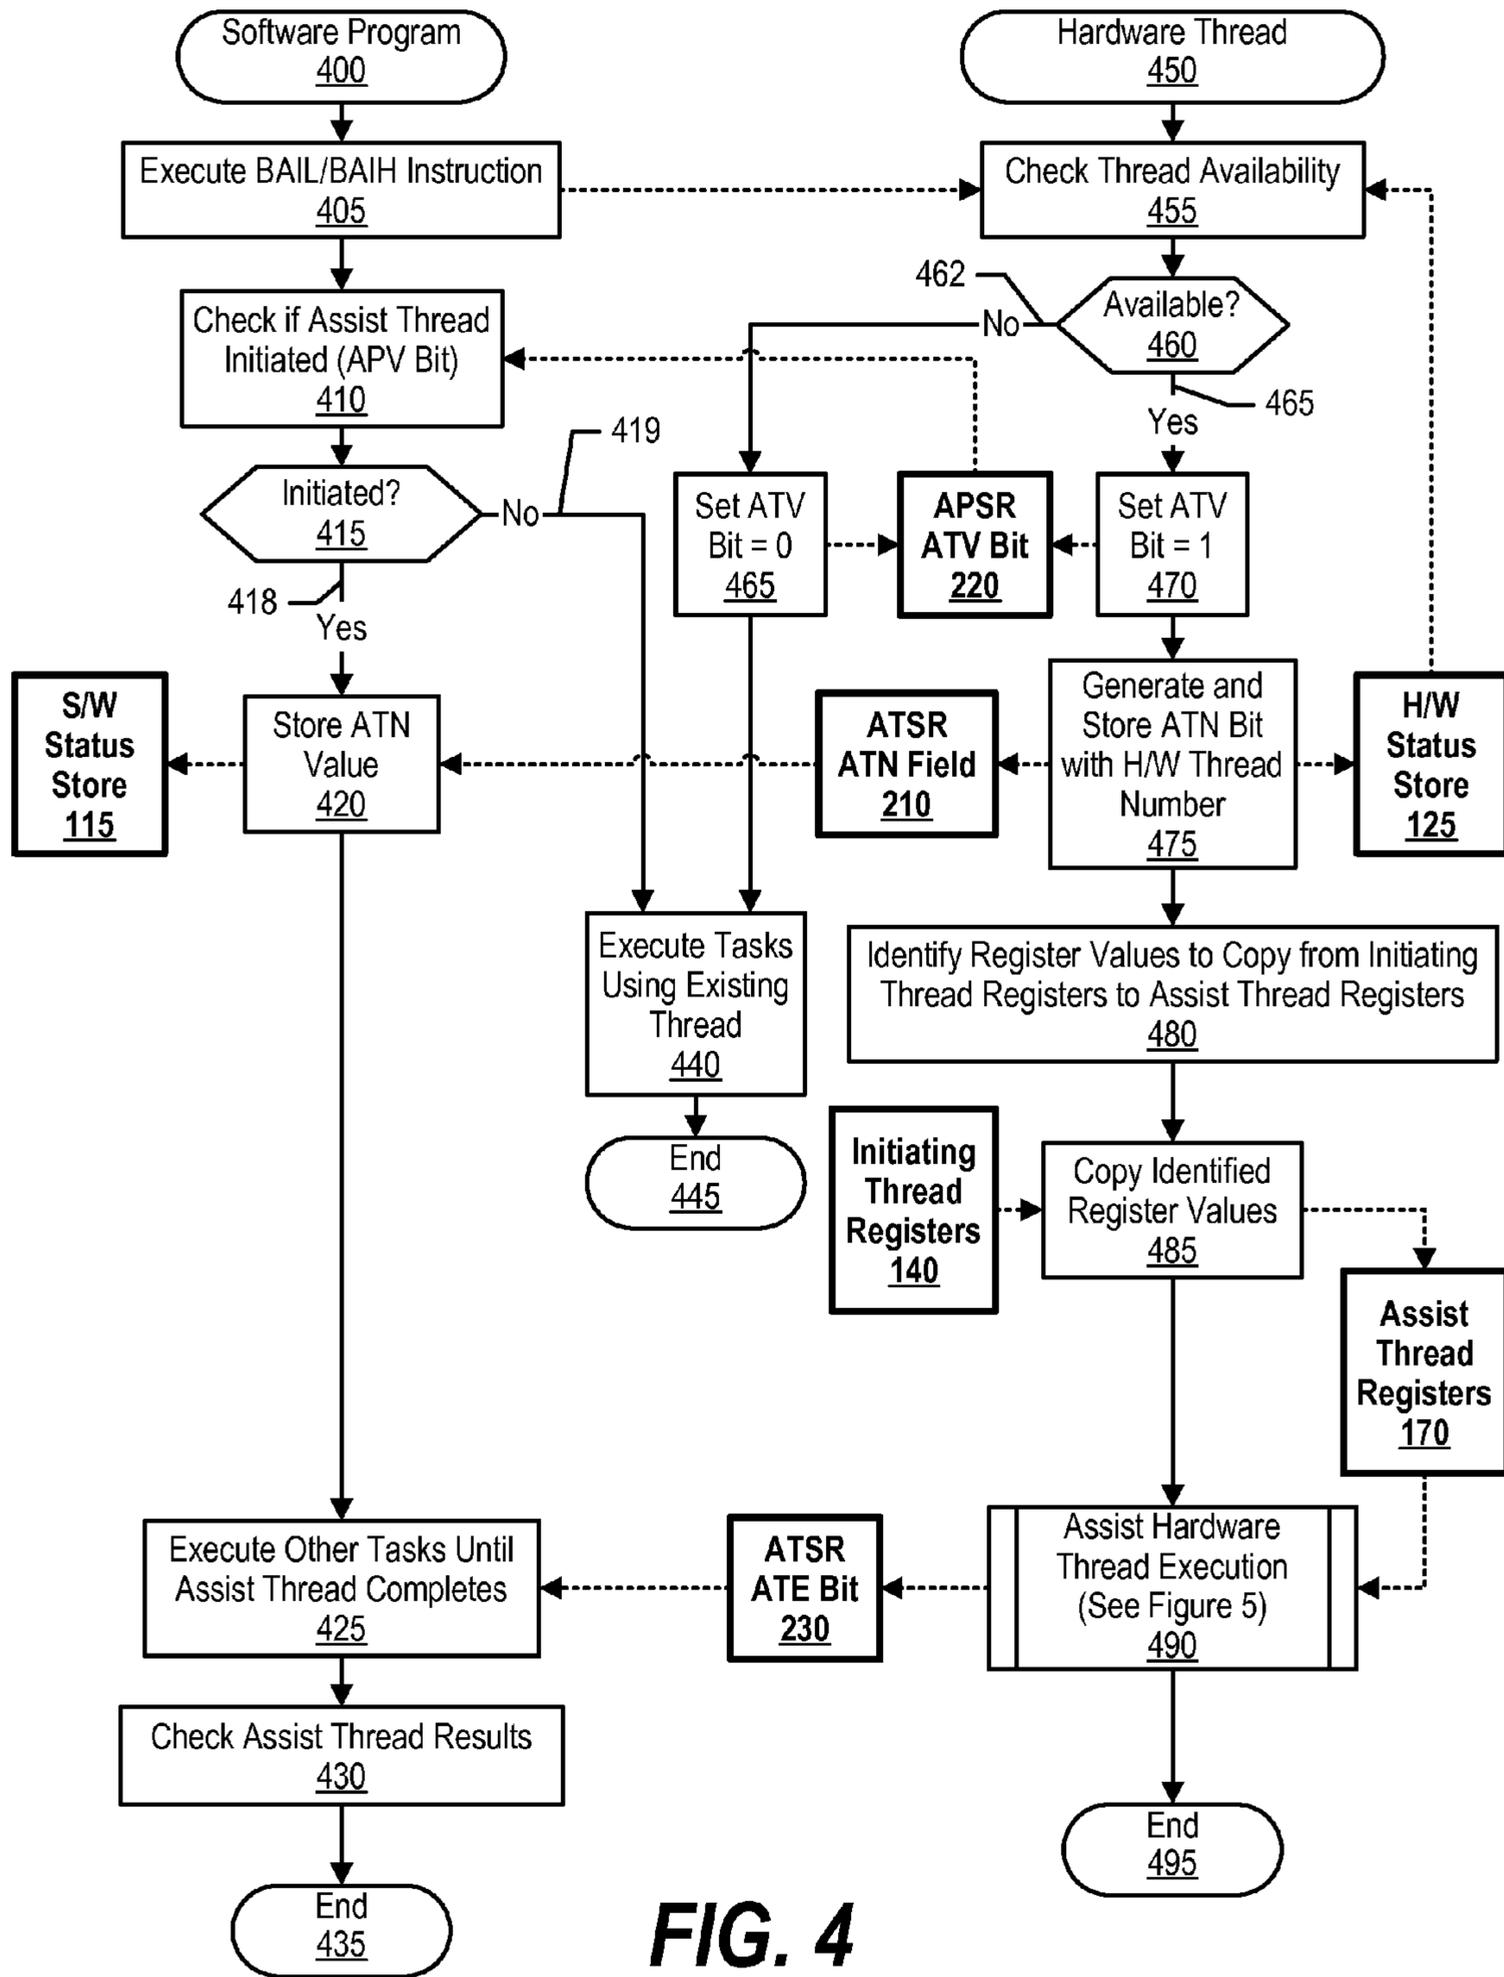 Software Program
400
Execute BAIL/BAIH Instruction
405
Check if Assist Thread
Initiated (APV Bit)
410
Initiated?
415
No
419
418
Yes
S/W
Status
Store
115
Store ATN
Value
420
Execute Other Tasks Until
Assist Thread Completes
425
Check Assist Thread Results
430
End
435
Hardware Thread
450
Check Thread Availability
455
462
No
Available?
460
465
Yes
Set ATV
Bit = 0
465
APSR
ATV Bit
220
Set ATV
Bit = 1
470
ATSR
ATN Field
210
Generate and
Store ATN Bit
with H/W Thread
Number
475
H/W
Status
Store
125
Execute Tasks
Using Existing
Thread
440
End
445
Identify Register Values to Copy from Initiating
Thread Registers to Assist Thread Registers
480
Initiating
Thread
Registers
140
Copy Identified
Register Values
485
Assist
Thread
Registers
170
ATSR
ATE Bit
230
Assist Hardware
Thread Execution
(See Figure 5)
490
End
495
FIG. 4